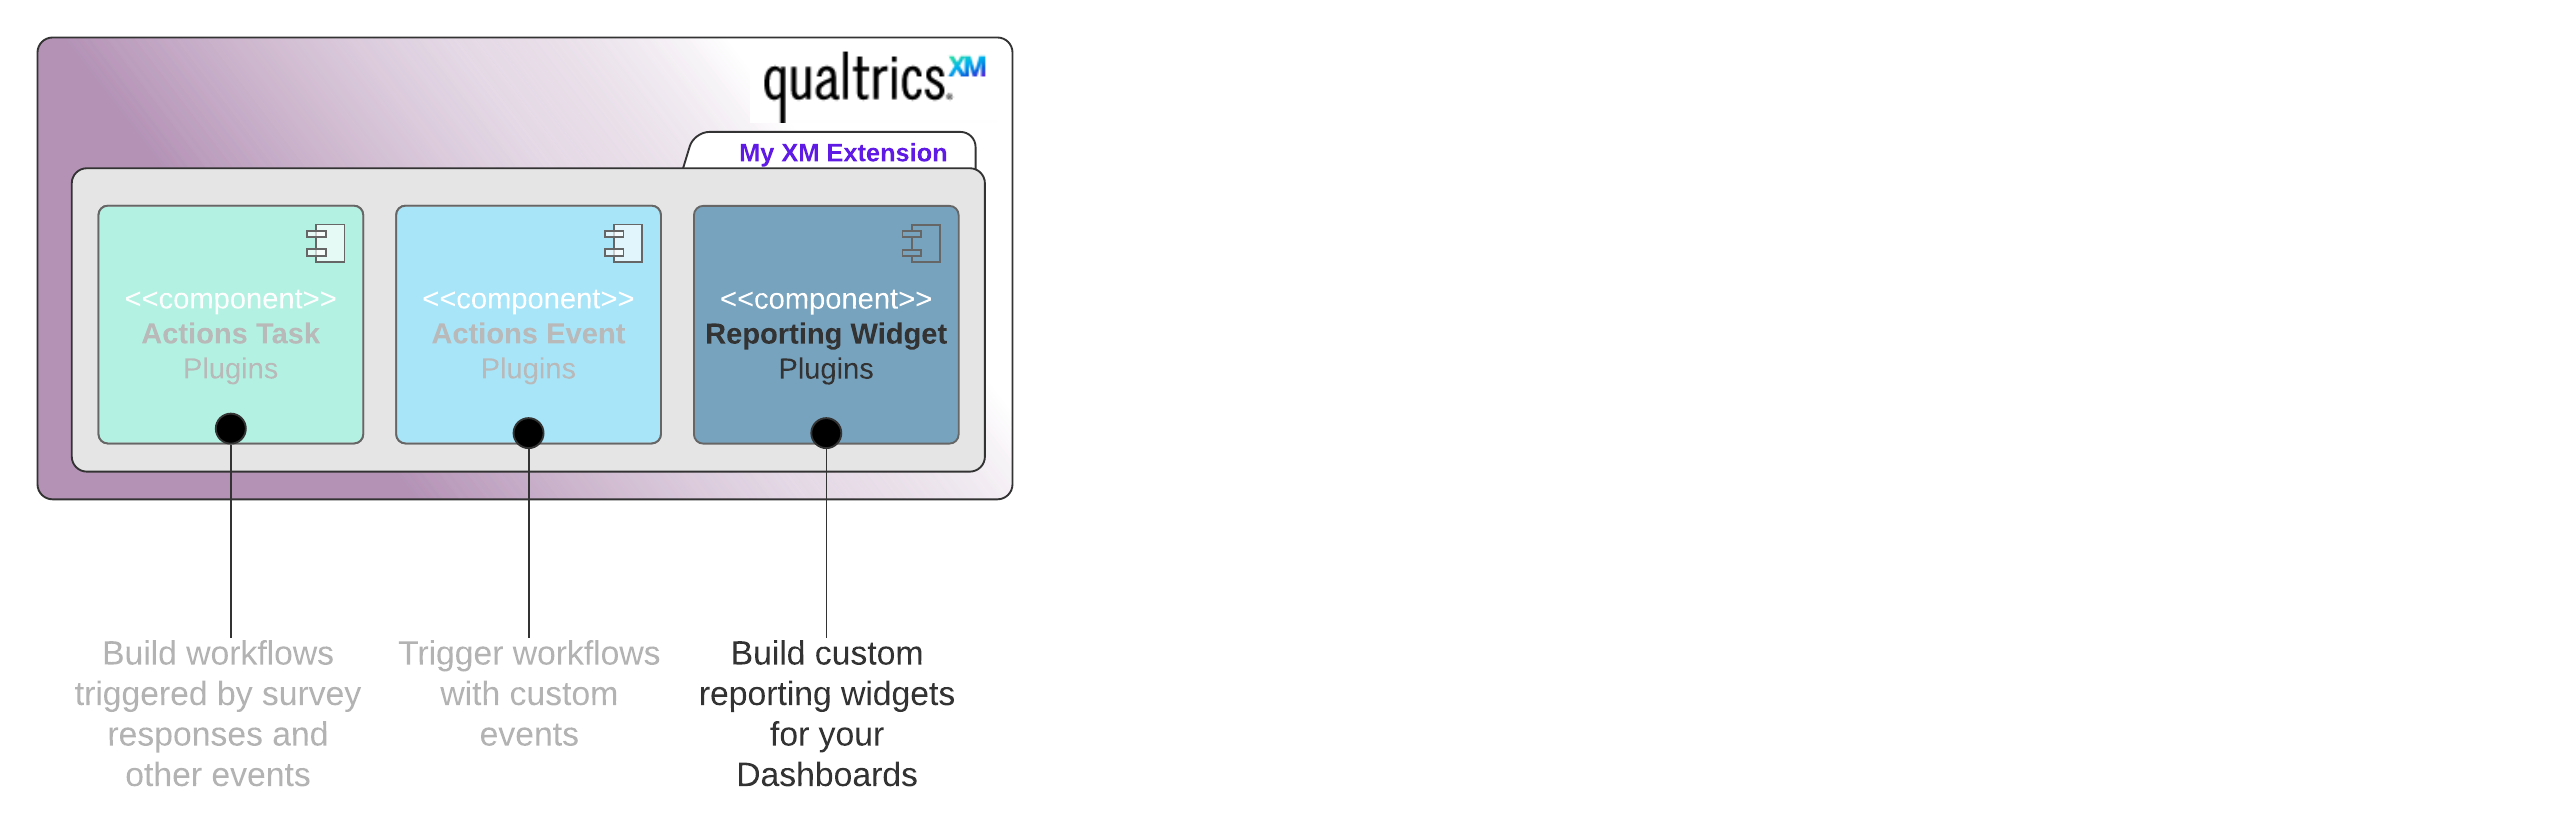 qualtrics.XM
My XM Extension
<<component>>
Actions Task
Plugins
<<component>>
Actions Event
Plugins
<<component>>
Reporting Widget
Plugins
Build workflows
triggered by survey
responses and
other events
Trigger workflows
with custom
events
Build custom
reporting widgets
for your
Dashboards